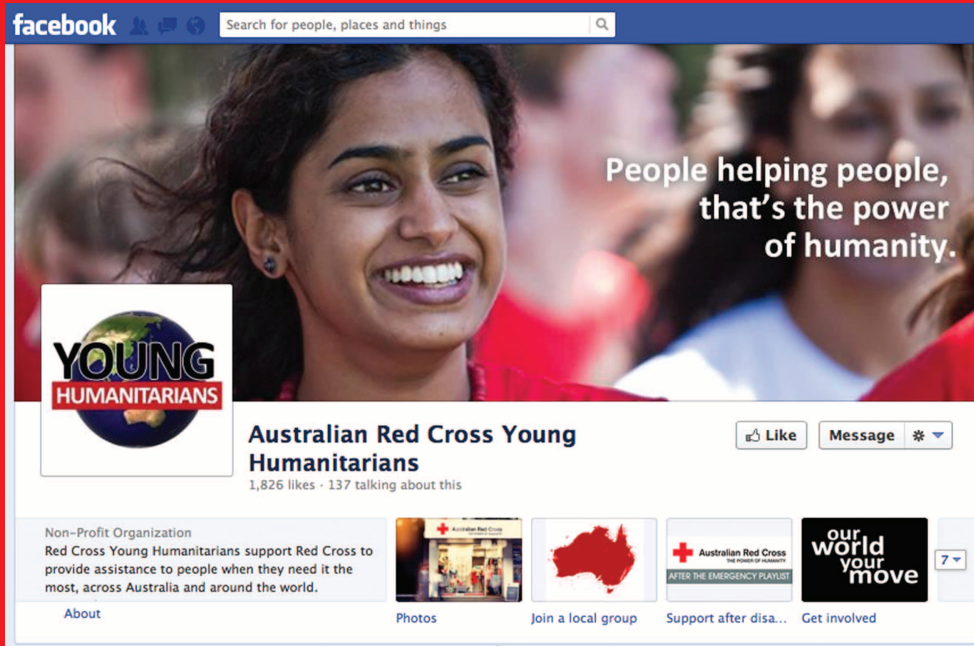 facebook
Search for people, places and things
People helping people,
that's the power
of humanity.
YOUNG
HUMANITARIANS
Australian Red Cross Young
Humanitarians
1,826 likes · 137 talking about this
Like
Message
Non-Profit Organization
Red Cross Young Humanitarians support Red Cross to
provide assistance to people when they need it the
most, across Australia and around the world.
About
Australian Red Cross
Photos
Join a local group
Australian Red Cross
THE POWER OF HUMANITY
AFTER THE EMERGENCY PLAYLIST
Support after disa...
our
world
your
move
Get involved
7